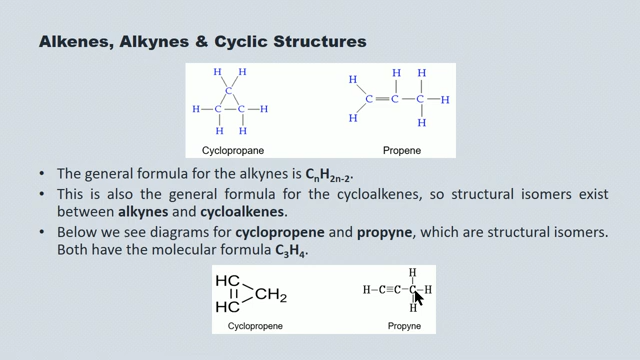 Alkenes, Alkynes & Cyclic Structures
H H
C
H C C H
H H
Cyclopropane
H H H
C C C H
H H
Propene
• The general formula for the alkynes is CnH2n-2.
• This is also the general formula for the cycloalkenes, so structural isomers exist
between alkynes and cycloalkenes.
• Below we see diagrams for cyclopropene and propyne, which are structural isomers.
Both have the molecular formula C3H4.
HC
CH2
HC
Cyclopropene
H
H-C≡C-C-H
H
Propyne